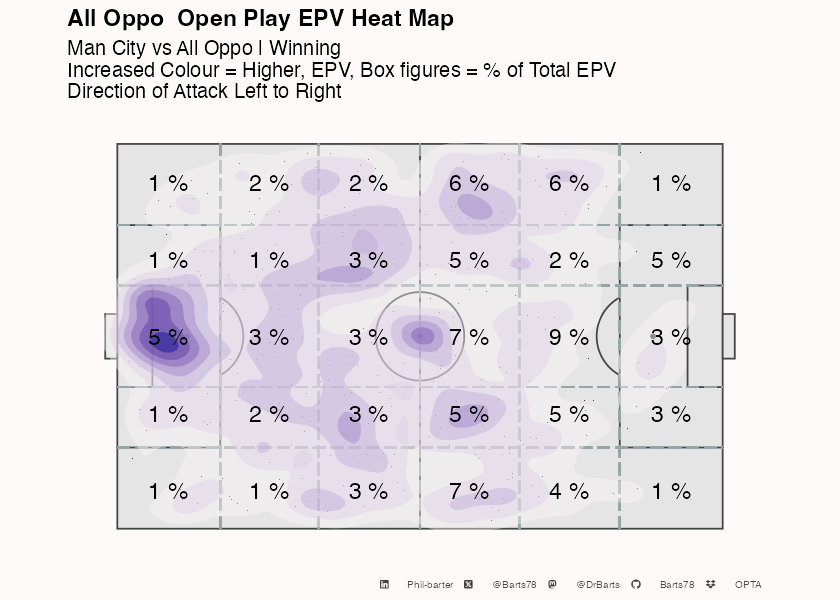 All Oppo  Open Play EPV Heat Map
Man City vs All Oppo | Winning
Increased Colour = Higher, EPV, Box figures = % of Total EPV
Direction of Attack Left to Right
1 % 2 % 2 % 6 % 6 % 1 %
1 % 1 % 3 % 5 % 2 % 5 %
5 % 3 % 3 % 7 % 9 % 3 %
1 % 2 % 3 % 5 % 5 % 3 %
1 % 1 % 3 % 7 % 4 % 1 %
Phil-barter @Barts78 @DrBarts Barts78 OPTA